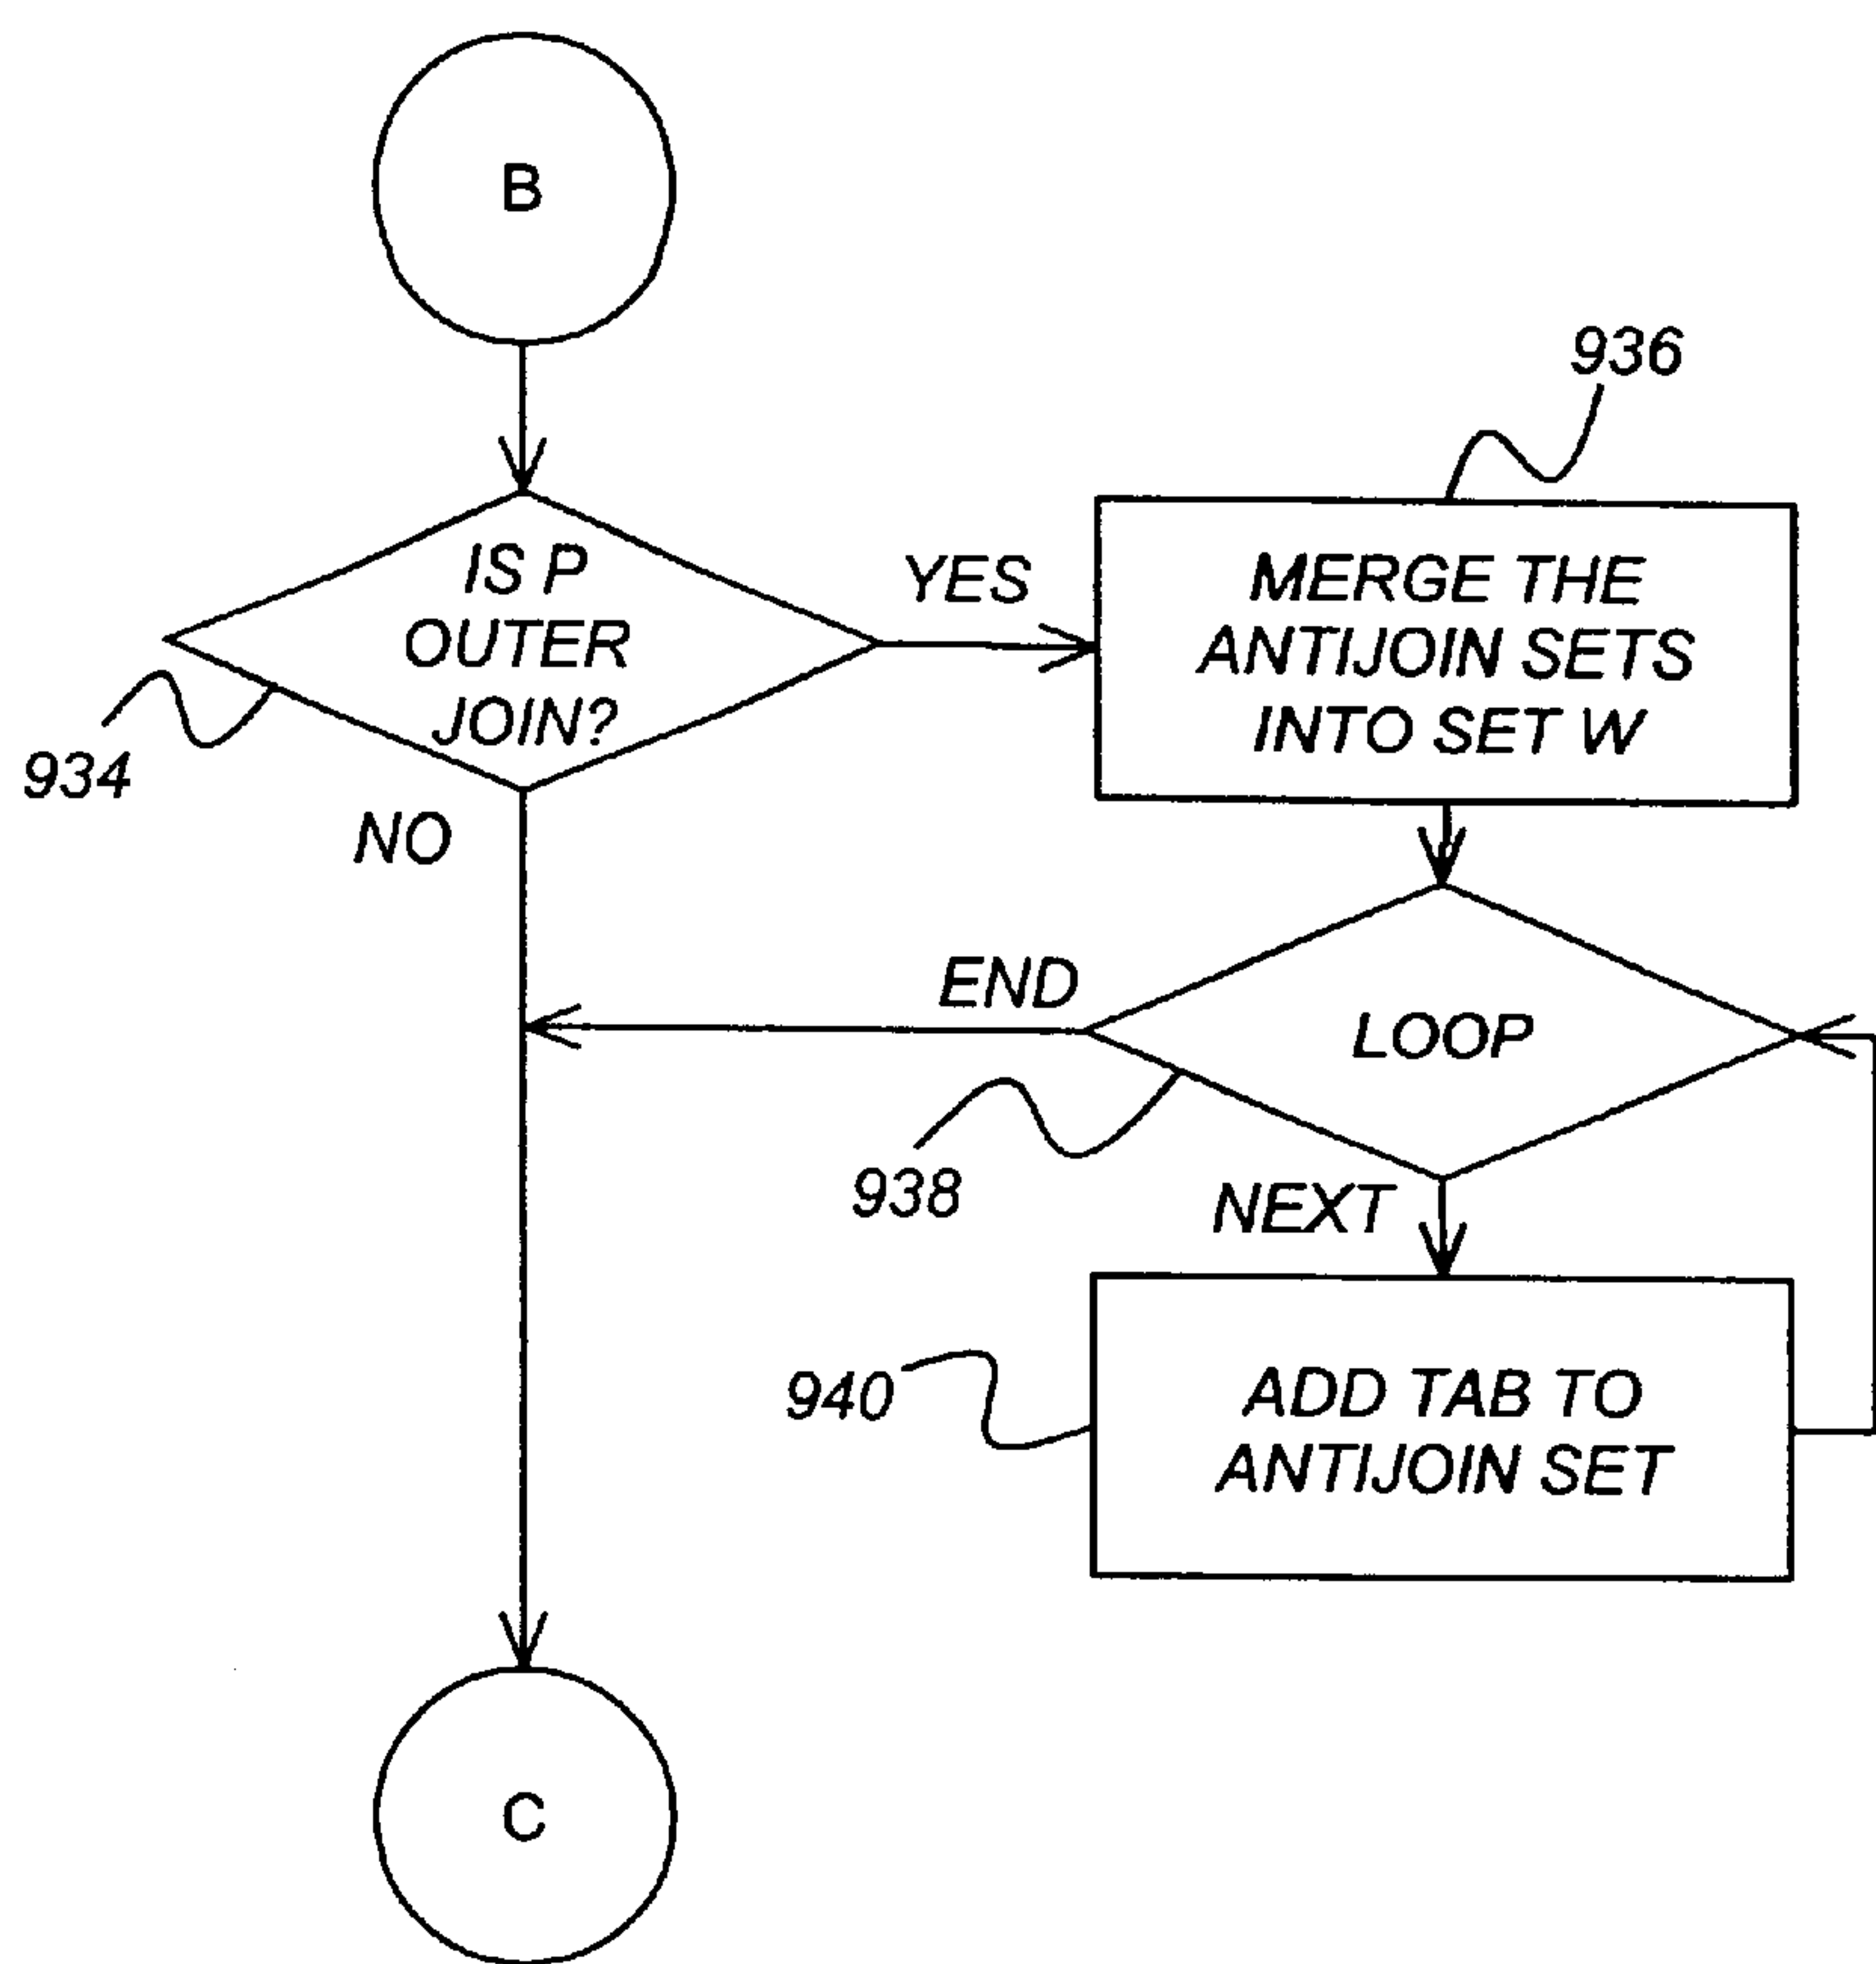 B
936
IS P
OUTER
JOIN?
YES
MERGE THE
ANTIJOIN SETS
INTO SET W
934
NO
END
LOOP
938
NEXT
940
ADD TAB TO
ANTIJOIN SET
C